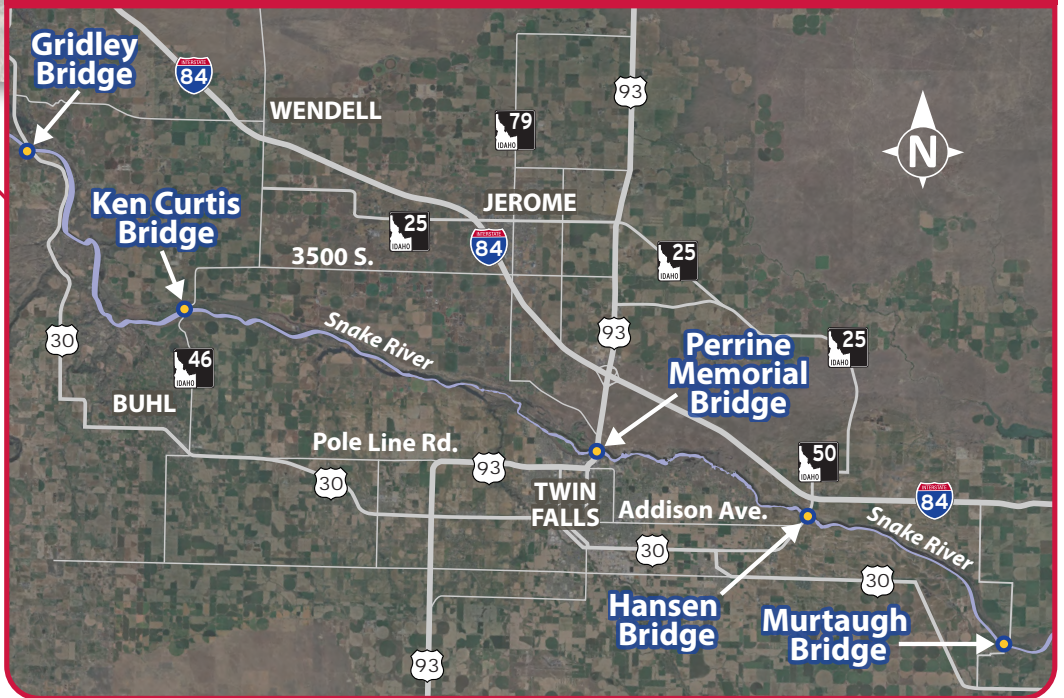 Gridley
Bridge
INTERSTATE
84
WENDELL
79
IDAHO
93
N
Ken Curtis
Bridge
25
IDAHO
JEROME
INTERSTATE
84
3500 S.
25
IDAHO
Snake River
30
93
Perrine
Memorial
Bridge
25
IDAHO
46
IDAHO
BUHL
Pole Line Rd.
93
30
TWIN
FALLS
Addison Ave.
50
IDAHO
INTERSTATE
84
Snake River
30
30
Hansen
Bridge
Murtaugh
Bridge
93